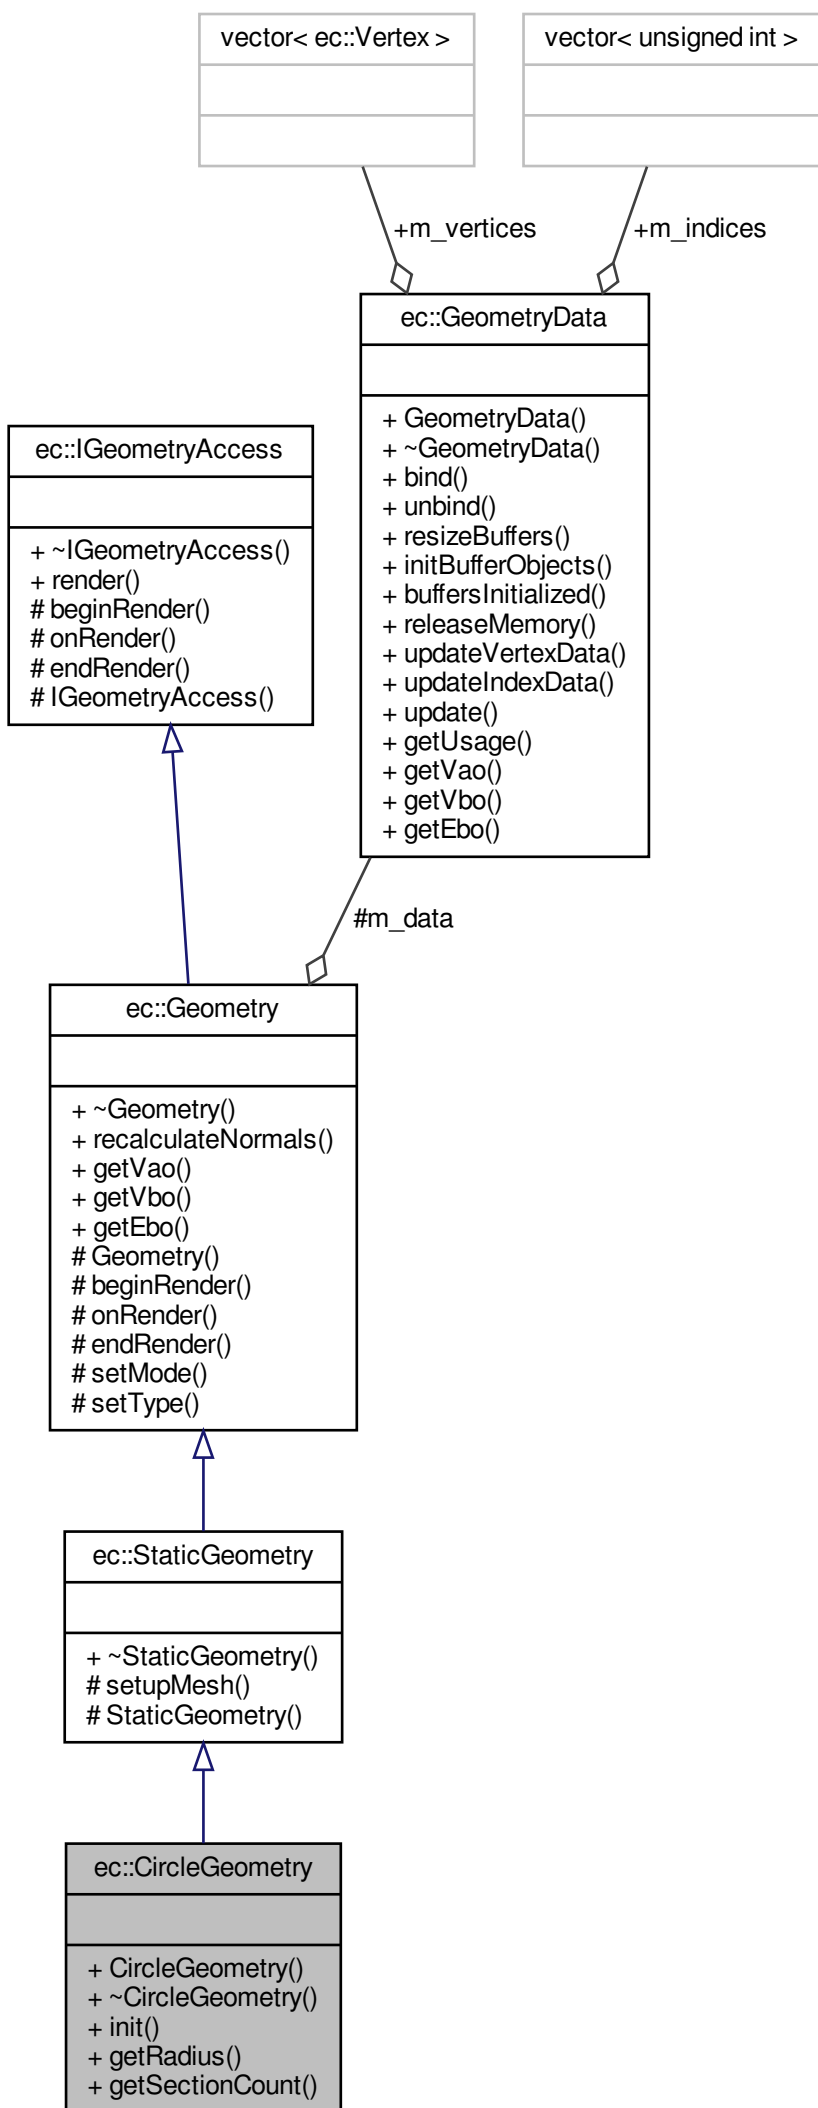 vector< ec::Vertex >
vector< unsigned int >
+m_vertices
+m_indices
ec::GeometryData
+ GeometryData()
+ ~GeometryData()
+ bind()
+ unbind()
+ resizeBuffers()
+ initBufferObjects()
+ buffersInitialized()
+ releaseMemory()
+ updateVertexData()
+ updateIndexData()
+ update()
+ getUsage()
+ getVao()
+ getVbo()
+ getEbo()
ec::IGeometryAccess
+ ~IGeometryAccess()
+ render()
# beginRender()
# onRender()
# endRender()
# IGeometryAccess()
#m_data
ec::Geometry
+ ~Geometry()
+ recalculateNormals()
+ getVao()
+ getVbo()
+ getEbo()
# Geometry()
# beginRender()
# onRender()
# endRender()
# setMode()
# setType()
ec::StaticGeometry
+ ~StaticGeometry()
# setupMesh()
# StaticGeometry()
ec::CircleGeometry
+ CircleGeometry()
+ ~CircleGeometry()
+ init()
+ getRadius()
+ getSectionCount()